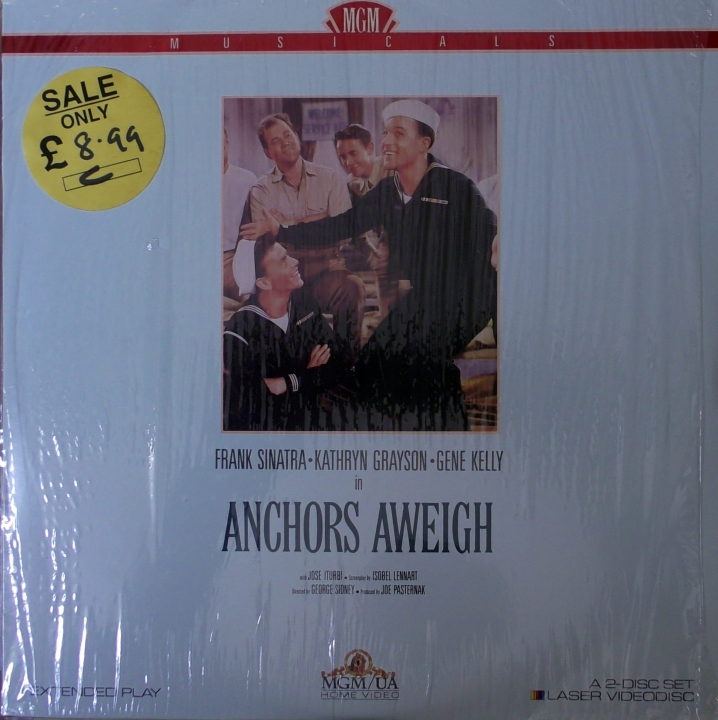 MGM
MUSICALS
SALE
ONLY
£8.99
C
WELCOME
FRANK SINATRA•KATHRYN GRAYSON•GENE KELLY
in
ANCHORS AWEIGH
with JOSE ITURBI • Screenplay by ISOBEL LENNART
Directed by GEORGE SIDNEY • Produced by JOE PASTERNAK
EXTENDED PLAY
MGM/UA
HOME VIDEO
A 2-DISC SET
LASER VIDEODISC